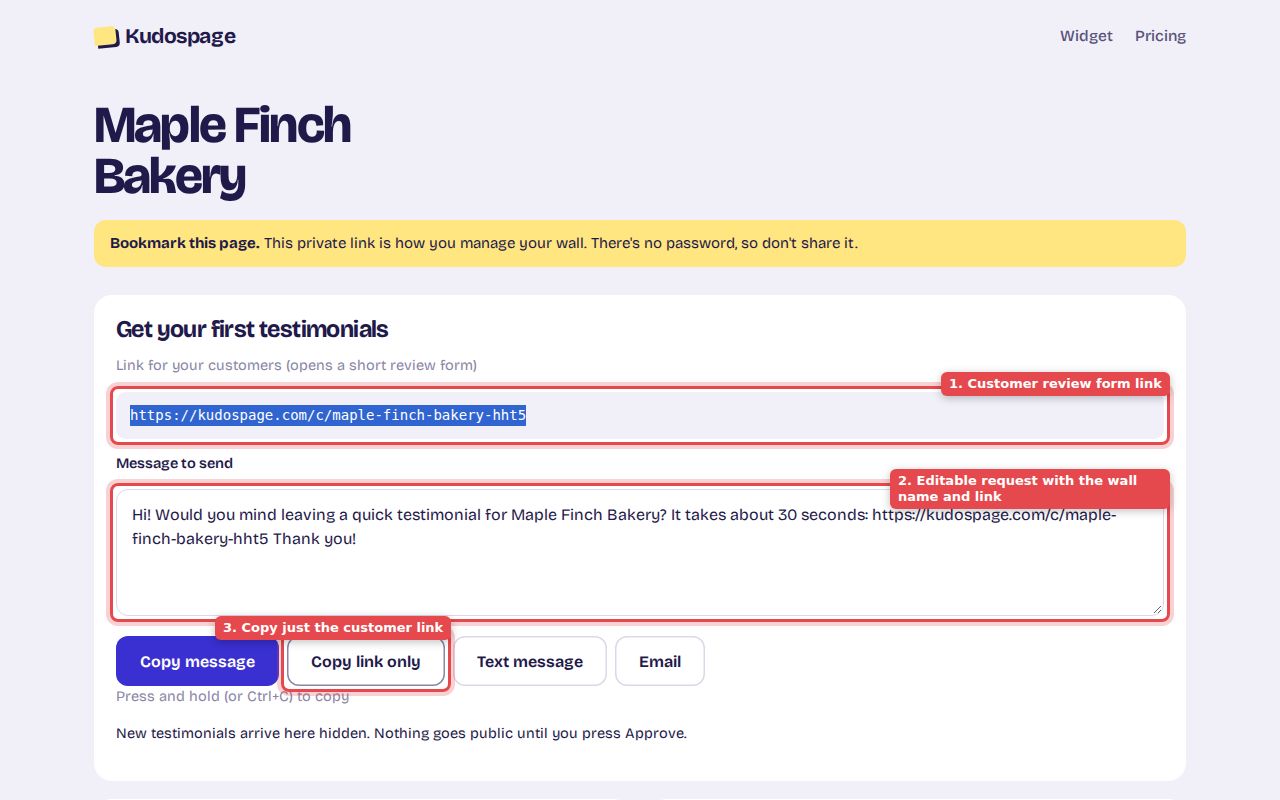 Kudospage
Widget
Pricing
Maple Finch
Bakery
Bookmark this page. This private link is how you manage your wall. There's no password, so don't share it.
Get your first testimonials
Link for your customers (opens a short review form)
1. Customer review form link
https://kudospage.com/c/maple-finch-bakery-hht5
Message to send
2. Editable request with the wall
name and link
Hi! Would you mind leaving a quick testimonial for Maple Finch Bakery? It takes about 30 seconds: https://kudospage.com/c/maple-
finch-bakery-hht5 Thank you!
3. Copy just the customer link
Copy message
Copy link only
Text message
Email
Press and hold (or Ctrl+C) to copy
New testimonials arrive here hidden. Nothing goes public until you press Approve.